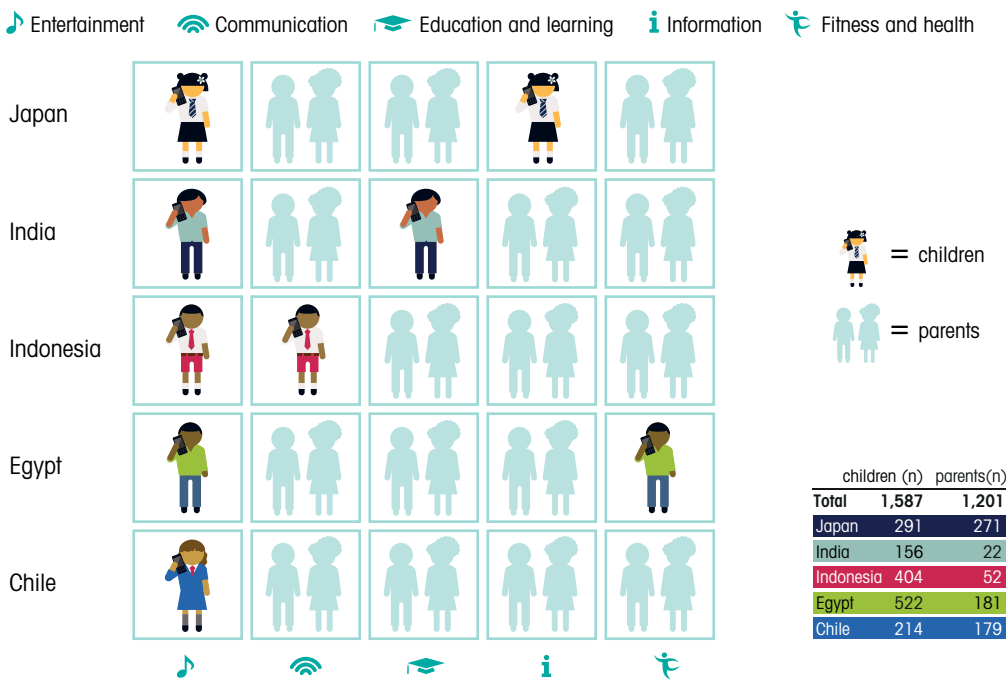 Entertainment Communication Education and learning Information Fitness and health
Japan
India
Indonesia
Egypt
Chile
= children
= parents
children (n) parents(n)
Total 1,587 1,201
Japan 291 271
India 156 22
Indonesia 404 52
Egypt 522 181
Chile 214 179